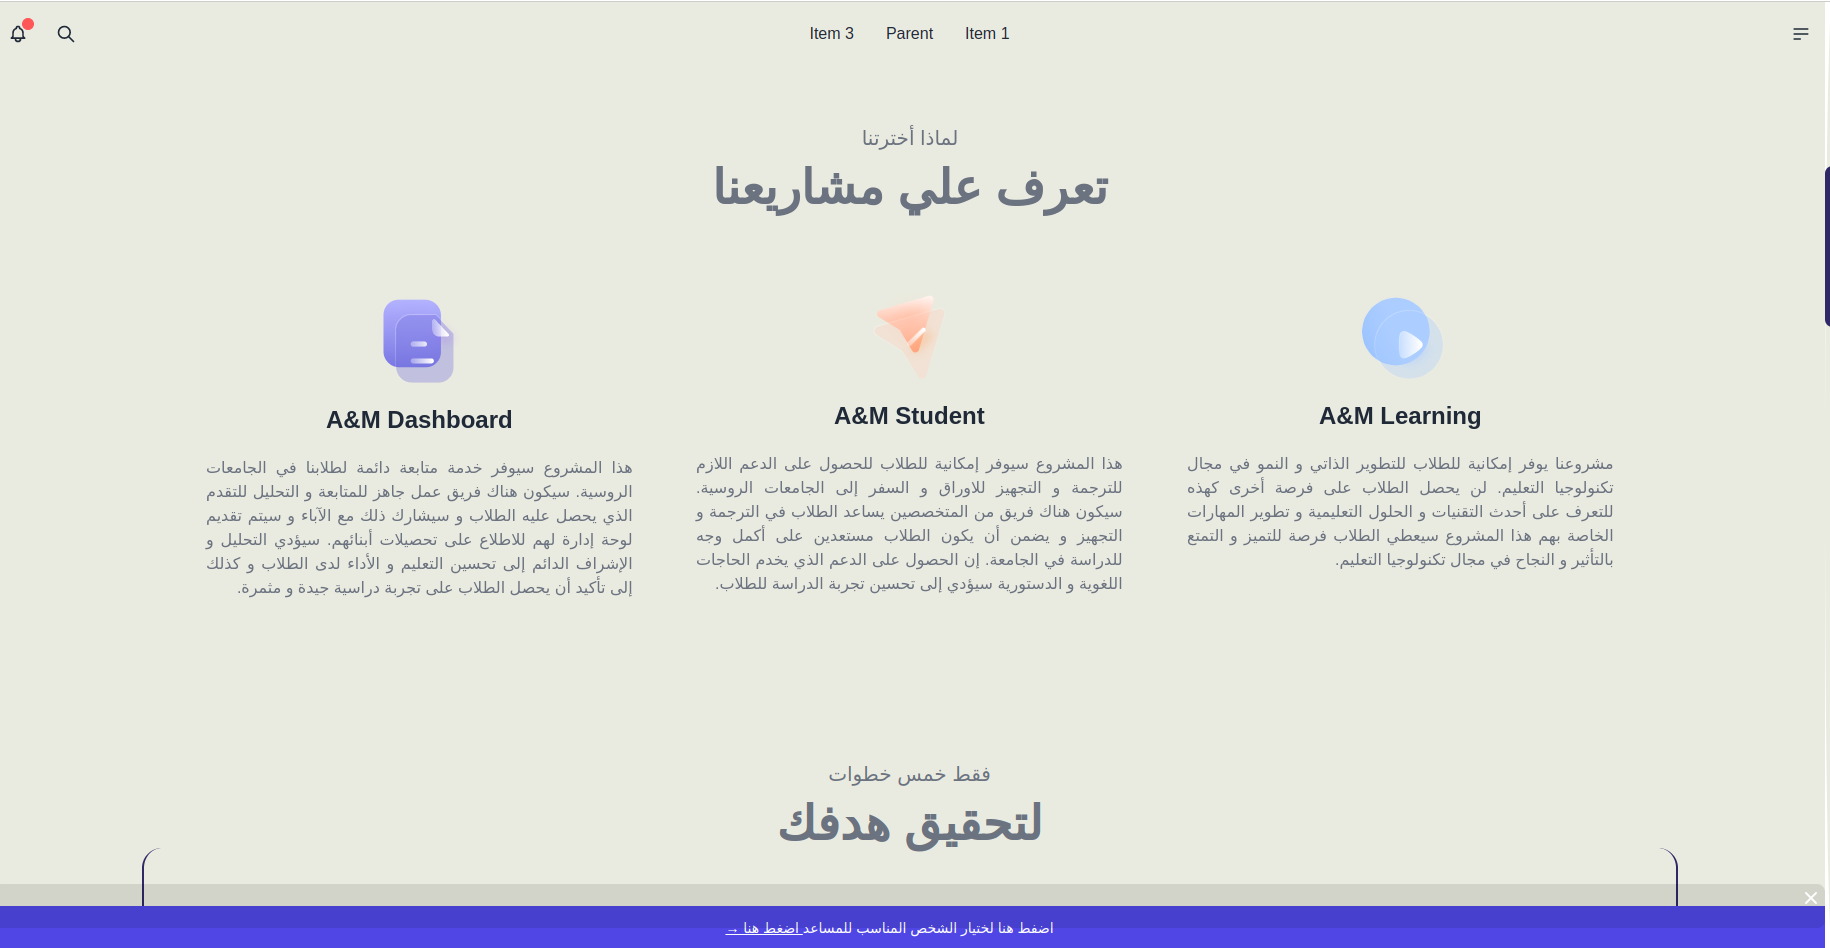 Item 1
Parent
Item 3
لماذا أخترتنا
تعرف علي مشاريعنا
A&M Learning
مشروعنا يوفر إمكانية للطلاب للتطوير الذاتي و النمو في مجال
تكنولوجيا التعليم. لن يحصل الطلاب على فرصة أخرى كهذه
للتعرف على أحدث التقنيات و الحلول التعليمية و تطوير المهارات
الخاصة بهم هذا المشروع سيعطي الطلاب فرصة للتميز و التمتع
بالتأثير و النجاح في مجال تكنولوجيا التعليم.
A&M Student
هذا المشروع سيوفر إمكانية للطلاب للحصول على الدعم اللازم
للترجمة و التجهيز للاوراق و السفر إلى الجامعات الروسية.
سيكون هناك فريق من المتخصصين يساعد الطلاب في الترجمة و
التجهيز و يضمن أن يكون الطلاب مستعدين على أكمل وجه
للدراسة في الجامعة. إن الحصول على الدعم الذي يخدم الحاجات
اللغوية و الدستورية سيؤدي إلى تحسين تجربة الدراسة للطلاب.
A&M Dashboard
هذا المشروع سيوفر خدمة متابعة دائمة لطلابنا في الجامعات
الروسية. سيكون هناك فريق عمل جاهز للمتابعة و التحليل للتقدم
الذي يحصل عليه الطلاب و سيشارك ذلك مع الآباء و سيتم تقديم
لوحة إدارة لهم للاطلاع على تحصيلات أبنائهم. سيؤدي التحليل و
الإشراف الدائم إلى تحسين التعليم و الأداء لدى الطلاب و كذلك
إلى تأكيد أن يحصل الطلاب على تجربة دراسية جيدة و مثمرة.
فقط خمس خطوات
لتحقيق هدفك
اضفط هنا لختيار الشخص المناسب للمساعد اضغط هنا →